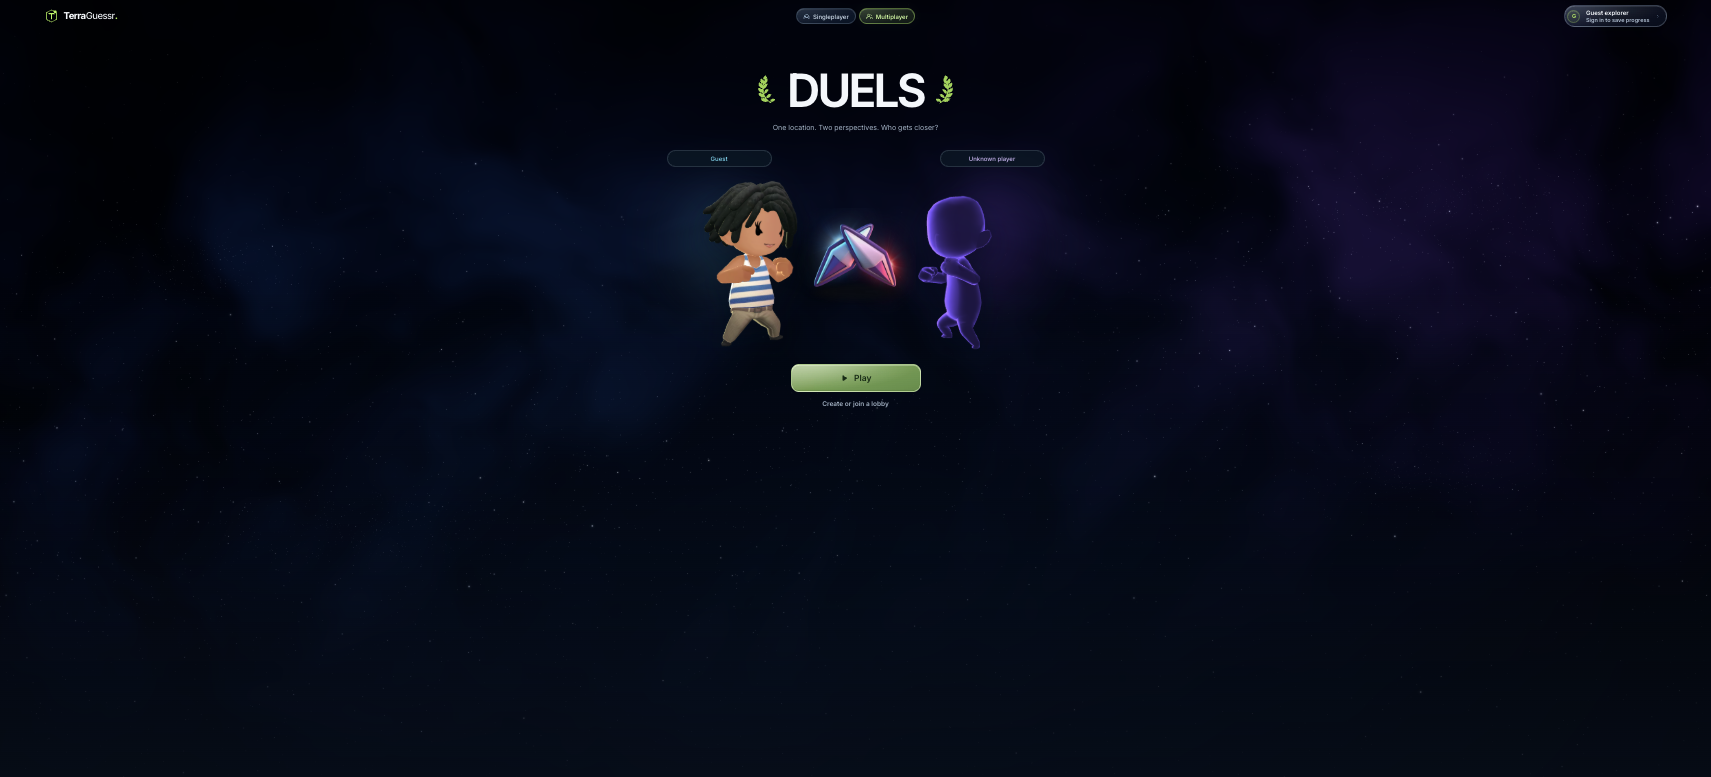 TerraGuessr.
Singleplayer
Multiplayer
G
Guest explorer
Sign in to save progress
DUELS
One location. Two perspectives. Who gets closer?
Guest
Unknown player
Play
Create or join a lobby